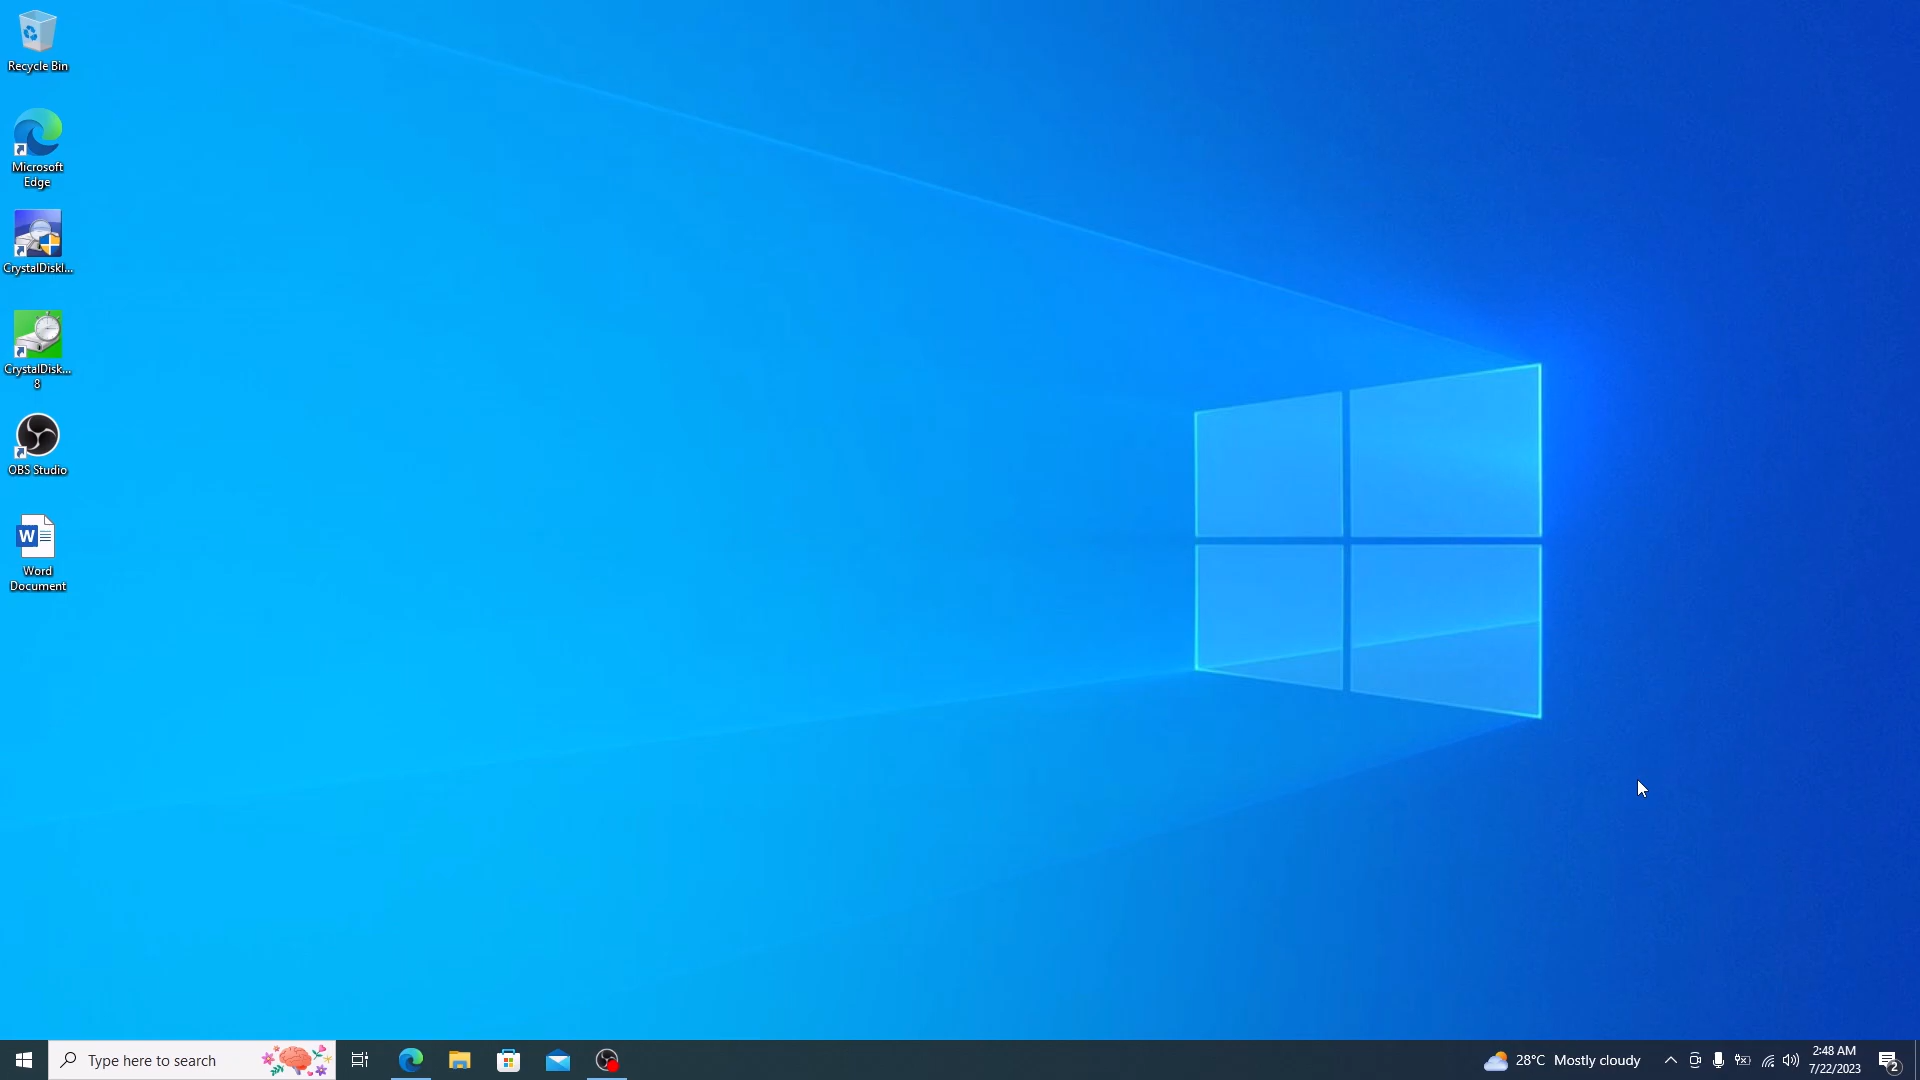 Recycle Bin
Microsoft
Edge
CrystalDiskI...
CrystalDisk...
8
OBS Studio
W
Word
Document
Type here to search
28°C Mostly cloudy
2:48 AM
7/22/2023
2